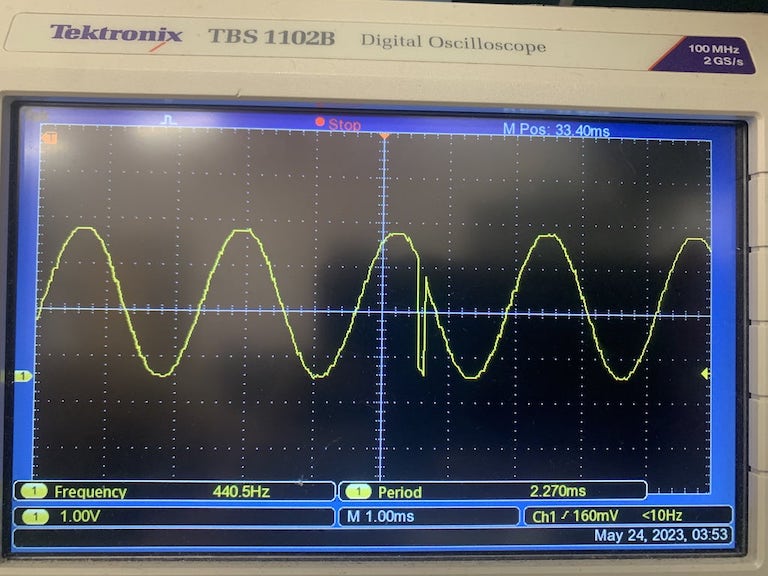 Tektronix TBS 1102B Digital Oscilloscope 100 MHz
2 GS/s
T Stop M Pos: 33.40ms
1
1 Frequency 440.5Hz 1 Period 2.270ms
1 1.00V M 1.00ms Ch1 160mV <10Hz
May 24, 2023, 03:53